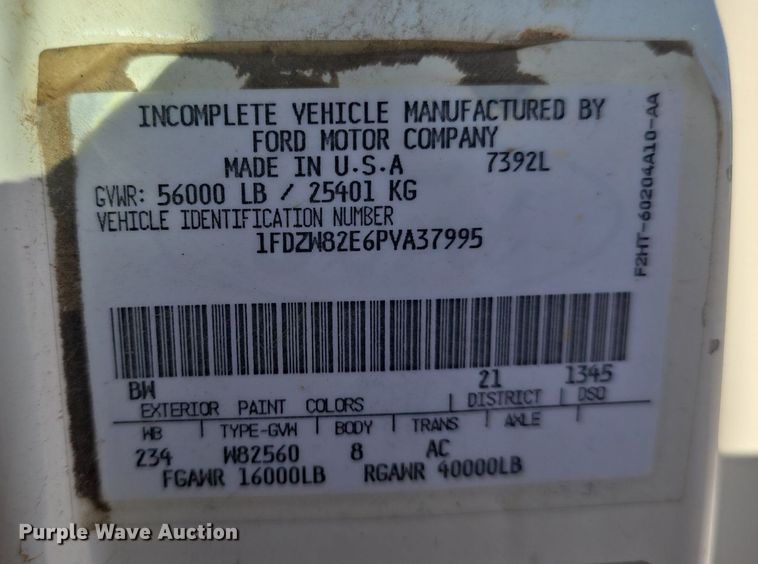 INCOMPLETE VEHICLE MANUFACTURED BY
FORD MOTOR COMPANY
MADE IN U.S.A 7392L
GVWR: 56000 LB / 25401 KG
VEHICLE IDENTIFICATION NUMBER
1FDZW82E6PVA37995
F2HT-60204A10-AA
BW 21 1345
EXTERIOR PAINT COLORS DISTRICT DSO
WB TYPE-GVW BODY TRANS AXLE
234 W82560 8 AC
FGAWR 16000LB RGAWR 40000LB
Purple Wave Auction